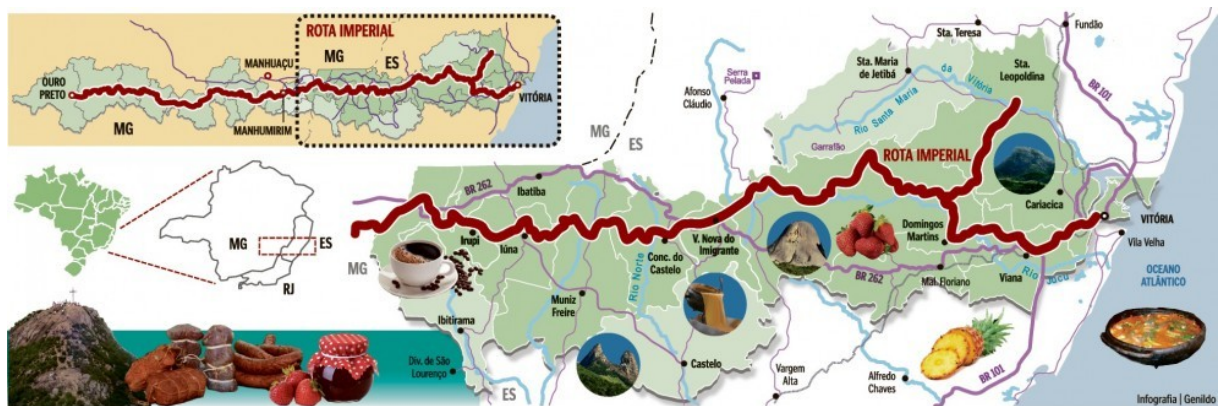 ROTA IMPERIAL
MG
ES
MANHUAÇU
OURO
PRETO
VITÓRIA
MG
MANHUMIRIM
MG
ES
RJ
MG
ES
Afonso
Cláudio
Serra
Pelada
Sta. Teresa
Fundão
Sta. Maria
de Jetibá
Sta.
Leopoldina
BR 101
Rio Santa Maria da Vitória
Garrafão
ROTA IMPERIAL
Ibatiba
BR 262
Cariacica
VITÓRIA
Vila Velha
Irupi
Iúna
Conc. do
Castelo
V. Nova do
Imigrante
Domingos
Martins
Viana
Rio Jucu
MG
Rio Norte
BR 262
Mal. Floriano
OCEANO
ATLÂNTICO
Muniz
Freire
Ibitirama
Div. de São
Lourenço
ES
Castelo
Vargem
Alta
Alfredo
Chaves
BR 101
Infografia | Genildo